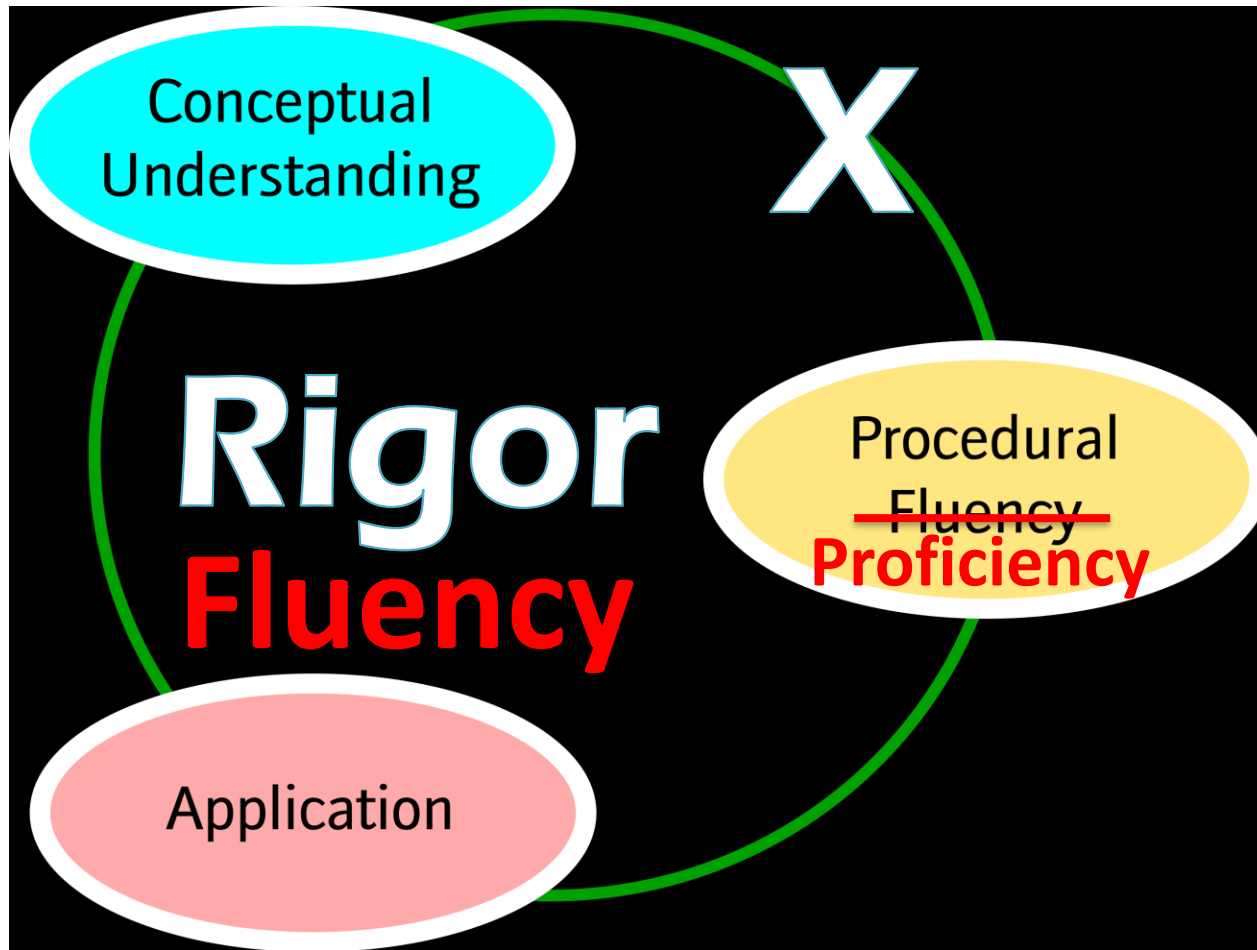 Conceptual
Understanding
X
Rigor
Fluency
Procedural
Fluency
Proficiency
Application